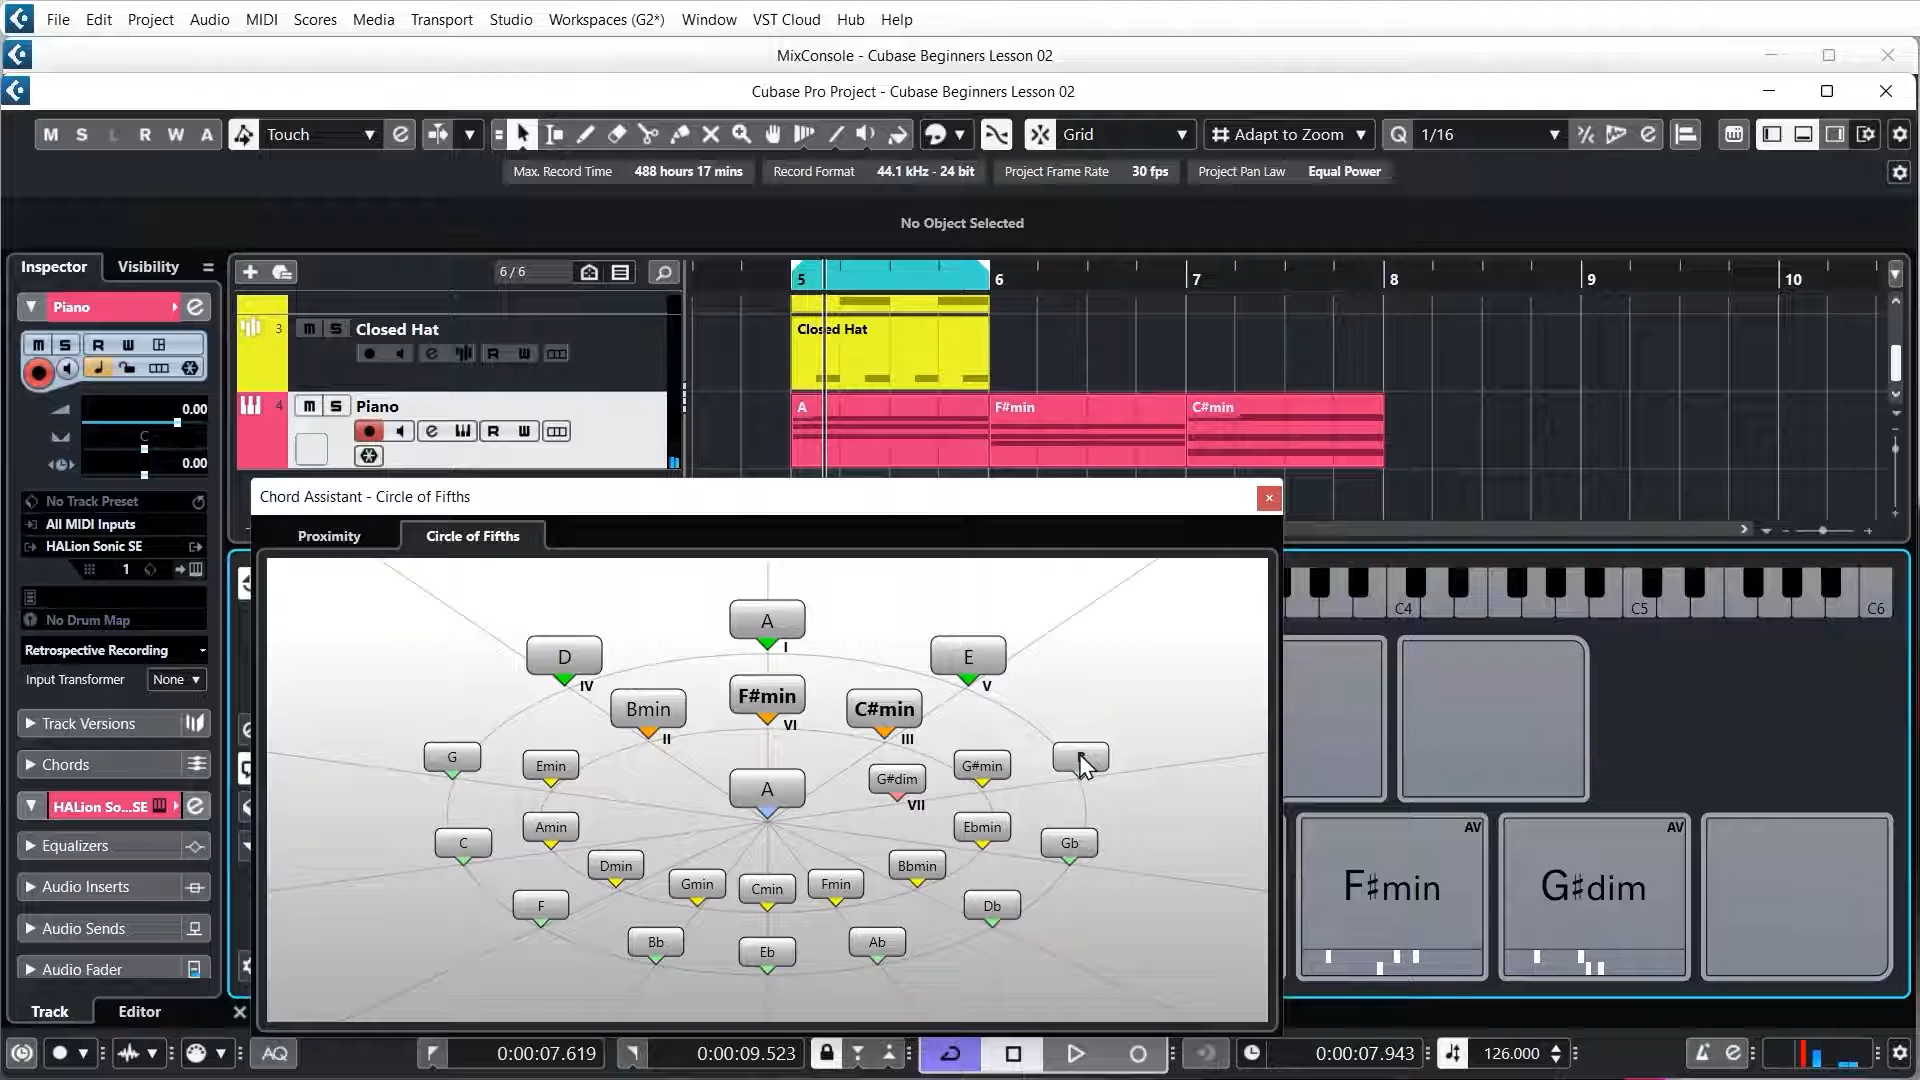 File Edit Project Audio MIDI Scores Media Transport Studio Workspaces (G2*) Window VST Cloud Hub Help
MixConsole - Cubase Beginners Lesson 02
Cubase Pro Project - Cubase Beginners Lesson 02
M S L R W A Touch Grid Adapt to Zoom Q 1/16
Max. Record Time 488 hours 17 mins Record Format 44.1 kHz - 24 bit Project Frame Rate 30 fps Project Pan Law Equal Power
No Object Selected
Inspector Visibility 6 / 6 5 6 7 8 9 10
Piano
3 M S Closed Hat Closed Hat
M S R W
R W
4 M S Piano A F#min C#min
0.00
R W
C
0.00
No Track Preset
All MIDI Inputs
HALion Sonic SE
1
No Drum Map
Retrospective Recording
Input Transformer None
Track Versions
Chords
HALion So...SE
Equalizers
Audio Inserts
Audio Sends
Audio Fader
Track Editor
Chord Assistant - Circle of Fifths
Proximity Circle of Fifths
A
I
D E
IV V
F#min
Bmin C#min
VI
II III
G Emin G#min
A G#dim
VII
Amin Ebmin
C Gb
Dmin Bbmin
Gmin Cmin Fmin
F Db
Bb Eb Ab
C4 C5 C6
AV AV
F#min G#dim
AQ 0:00:07.619 0:00:09.523 0:00:07.943 126.000